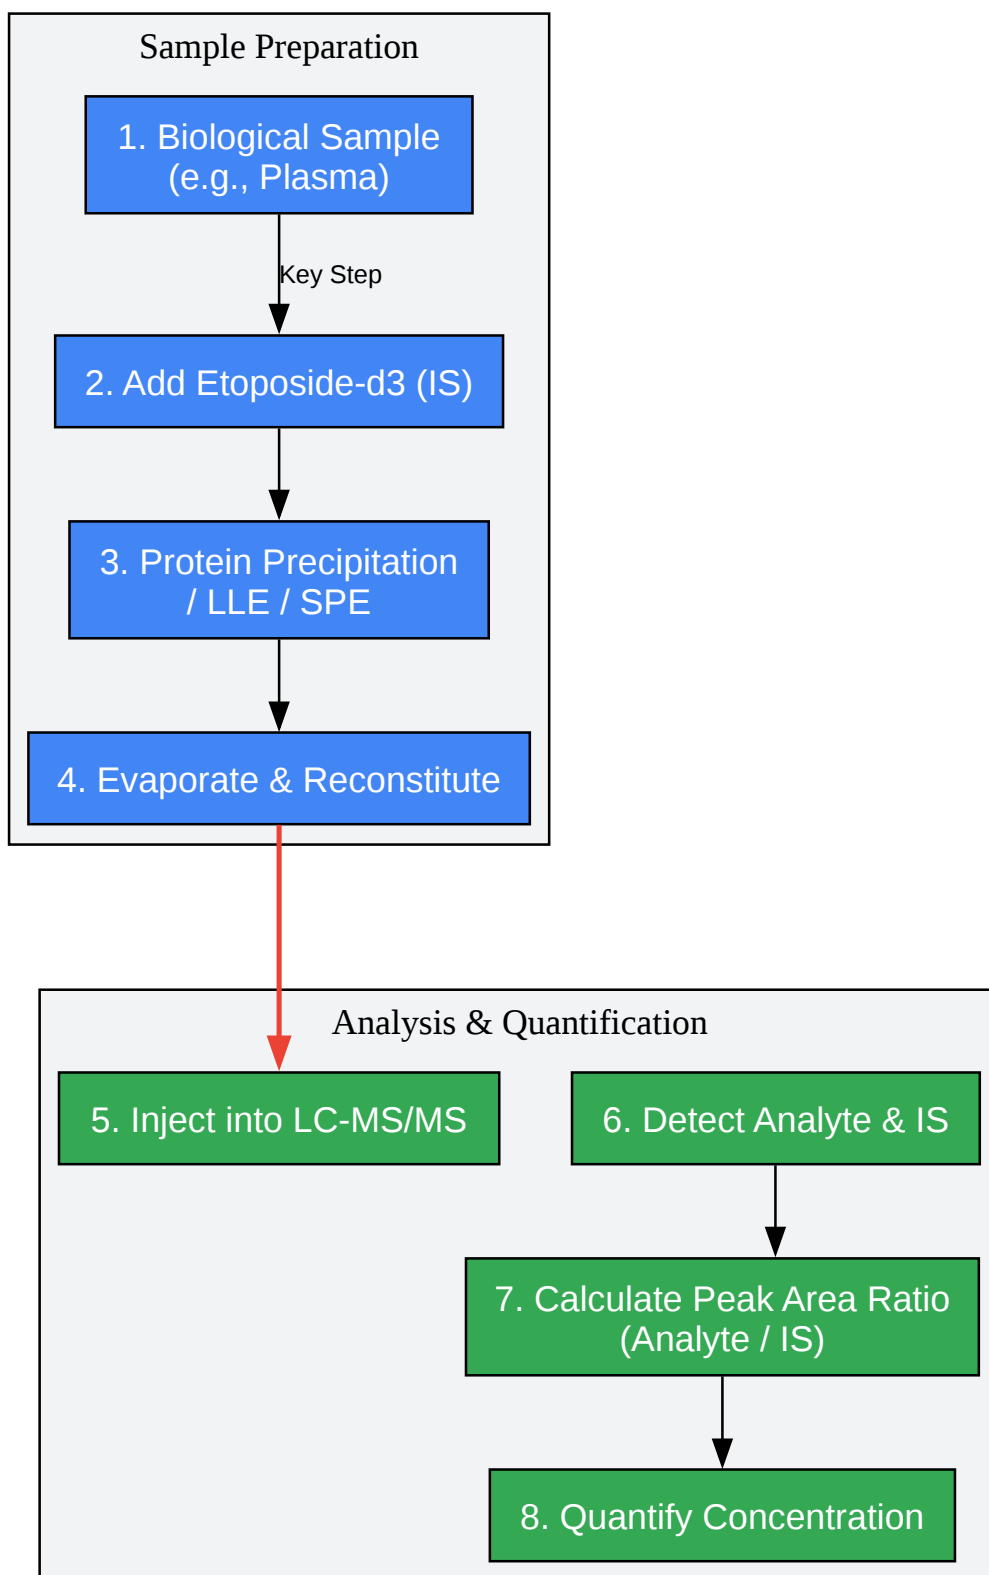 Sample Preparation
1. Biological Sample
(e.g., Plasma)
Key Step
2. Add Etoposide-d3 (IS)
3. Protein Precipitation
/ LLE / SPE
4. Evaporate & Reconstitute
Analysis & Quantification
5. Inject into LC-MS/MS
6. Detect Analyte & IS
7. Calculate Peak Area Ratio
(Analyte / IS)
8. Quantify Concentration